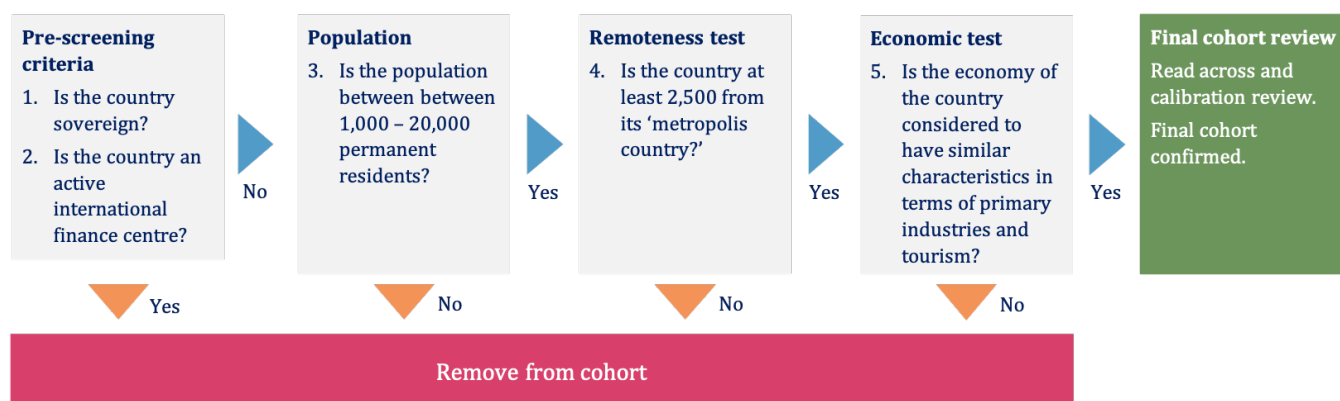 Pre-screening
criteria
1. Is the country
sovereign?
2. Is the country an
active
international
finance centre?
No
Yes
Population
3. Is the population
between between
1,000 – 20,000
permanent
residents?
Yes
No
Remoteness test
4. Is the country at
least 2,500 from
its ‘metropolis
country?’
Yes
No
Economic test
5. Is the economy of
the country
considered to
have similar
characteristics in
terms of primary
industries and
tourism?
Yes
No
Final cohort review
Read across and
calibration review.
Final cohort
confirmed.
Remove from cohort